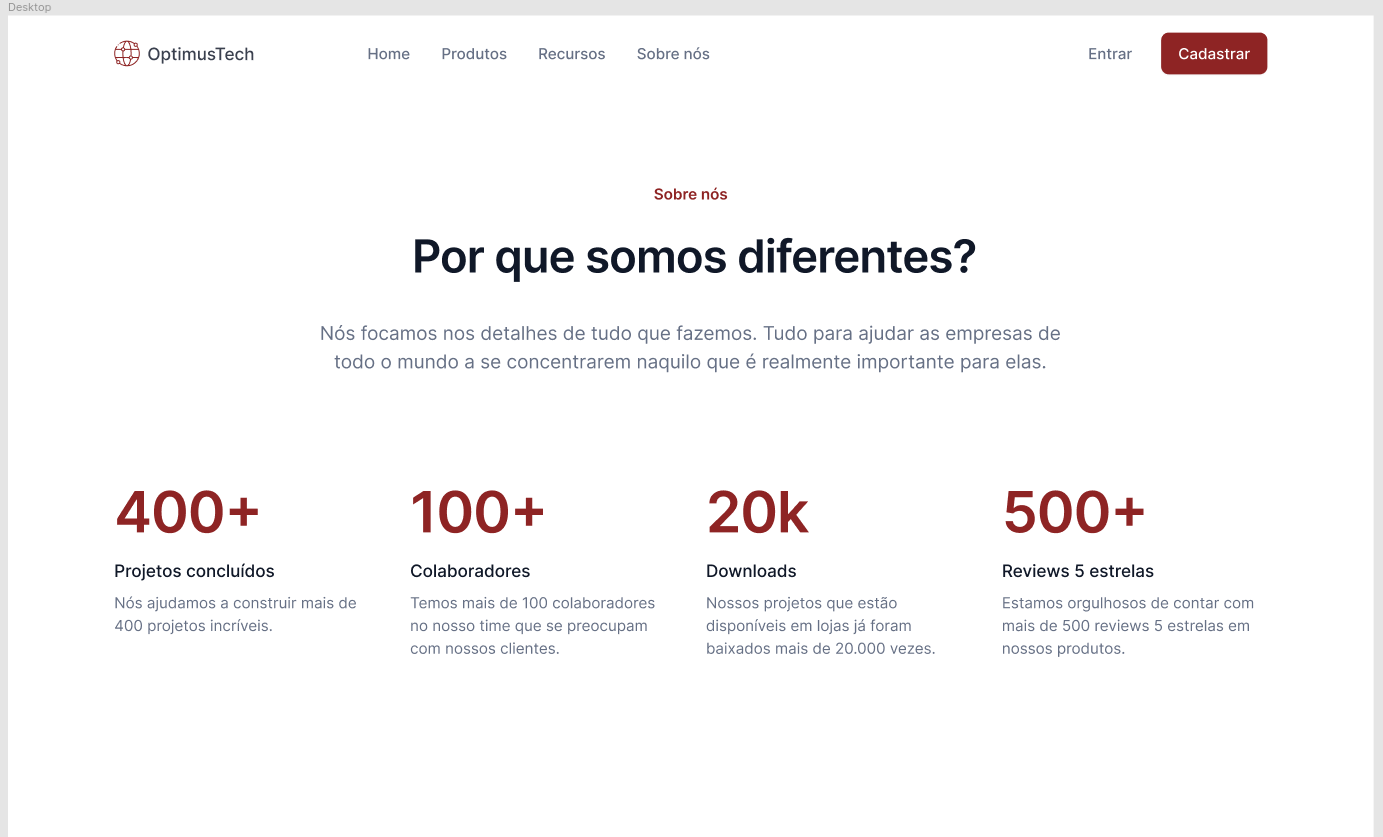 Desktop
OptimusTech
Home
Produtos
Recursos
Sobre nós
Entrar
Cadastrar
Sobre nós
Por que somos diferentes?
Nós focamos nos detalhes de tudo que fazemos. Tudo para ajudar as empresas de
todo o mundo a se concentrarem naquilo que é realmente importante para elas.
400+
Projetos concluídos
Nós ajudamos a construir mais de
400 projetos incríveis.
100+
Colaboradores
Temos mais de 100 colaboradores
no nosso time que se preocupam
com nossos clientes.
20k
Downloads
Nossos projetos que estão
disponíveis em lojas já foram
baixados mais de 20.000 vezes.
500+
Reviews 5 estrelas
Estamos orgulhosos de contar com
mais de 500 reviews 5 estrelas em
nossos produtos.